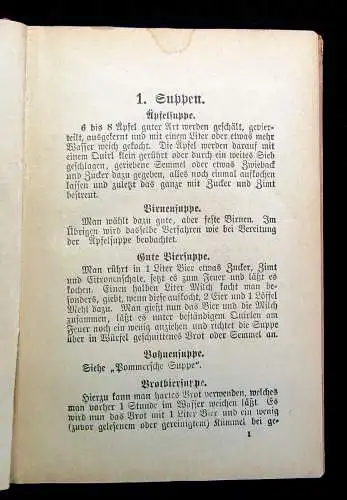 1. Suppen.
Apfelsuppe.
6 bis 8 Äpfel guter Art werden geschält, gevier-
teilt, ausgekernt und mit einem Liter oder etwas mehr
Wasser weich gekocht. Die Äpfel werden darauf mit
einem Quirl klein gerührt oder durch ein weites Sieb
geschlagen, geriebene Semmel oder etwas Zwieback
und Zucker dazu gegeben, alles noch einmal aufkochen
lassen und zuletzt das ganze mit Zucker und Zimt
bestreut.
Birnensuppe.
Man wählt dazu gute, aber feste Birnen. Im
Übrigen wird dasselbe Verfahren wie bei Bereitung
der Apfelsuppe beobachtet.
Gute Biersuppe.
Man rührt in 1 Liter Bier etwas Zucker, Zimt
und Citronenschale, setzt es zum Feuer und läßt es
kochen. Einen halben Liter Milch kocht man be-
sonders, giebt, wenn diese aufkocht, 2 Eier und 1 Löffel
Mehl dazu. Man gießt nun das Bier und die Milch
zusammen, läßt es unter beständigem Quirlen am
Feuer noch ein wenig anziehen und richtet die Suppe
über in Würfel geschnittenes Brot oder Semmel an.
Bohnensuppe.
Siehe „Pommersche Suppe".
Brotbiersuppe.
Hierzu kann man hartes Brot verwenden, welches
man vorher 1 Stunde im Wasser weichen läßt. Es
wird nun das Brot mit 1 Liter Bier und ein wenig
(zuvor gelesenem oder gereinigtem) Kümmel bei ge-
1